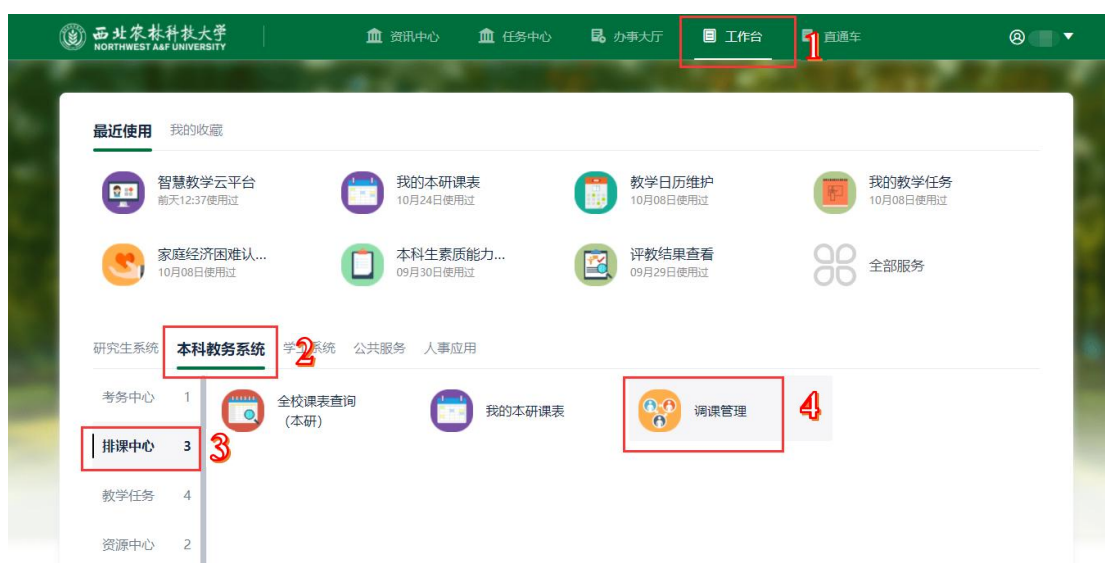 西北农林科技大学
NORTHWEST A&F UNIVERSITY
资讯中心 任务中心 办事大厅 工作台 1 直通车
最近使用 我的收藏
智慧教学云平台
前天12:37使用过
我的本研课表
10月24日使用过
教学日历维护
10月08日使用过
我的教学任务
10月08日使用过
家庭经济困难认...
10月08日使用过
本科生素质能力...
09月30日使用过
评教结果查看
09月29日使用过
全部服务
研究生系统 本科教务系统 2 学工系统 公共服务 人事应用
考务中心 1
排课中心 3
3
教学任务 4
资源中心 2
全校课表查询
（本研）
我的本研课表
调课管理
4